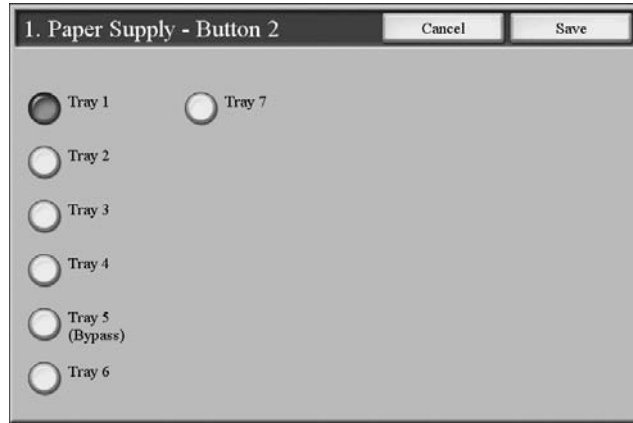 1. Paper Supply - Button 2
Cancel
Save
Tray 1
Tray 7
Tray 2
Tray 3
Tray 4
Tray 5
(Bypass)
Tray 6